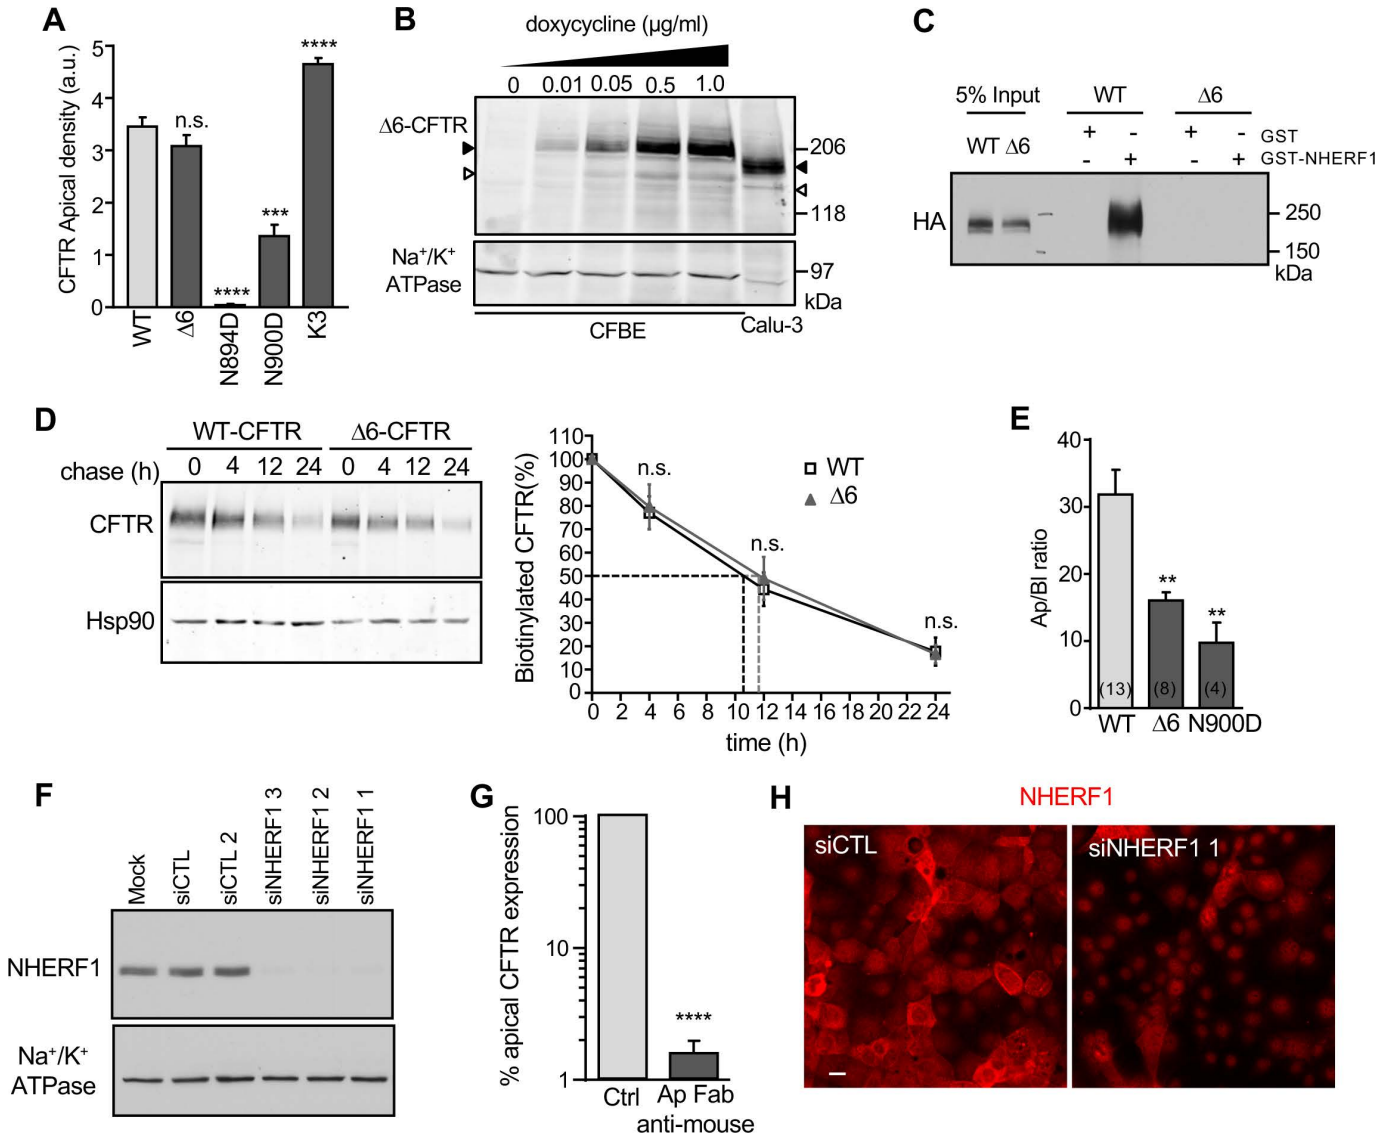 A
CFTR Apical density (a.u.)
5
4
3
2
1
0
n.s.
****
***
****
WT
Δ6
N894D
N900D
K3
B
doxycycline (µg/ml)
0 0.01 0.05 0.5 1.0
Δ6-CFTR
206
118
Na⁺/K⁺
ATPase
97
kDa
CFBE
Calu-3
C
5% Input WT Δ6
WT Δ6
+ - + - GST
- + - + GST-NHERF1
HA
250
150
kDa
D
WT-CFTR Δ6-CFTR
chase (h) 0 4 12 24 0 4 12 24
CFTR
Hsp90
Biotinylated CFTR(%)
110
100
90
80
70
60
50
40
30
20
10
0
n.s.
n.s.
n.s.
WT
Δ6
0 2 4 6 8 10 12 14 16 18 20 22 24
time (h)
E
Ap/Bl ratio
40
30
20
10
0
**
**
(13) (8) (4)
WT Δ6 N900D
F
Mock
siCTL
siCTL 2
siNHERF1 3
siNHERF1 2
siNHERF1 1
NHERF1
Na⁺/K⁺
ATPase
G
% apical CFTR expression
100
10
1
****
Ctrl Ap Fab
anti-mouse
H
NHERF1
siCTL
siNHERF1 1